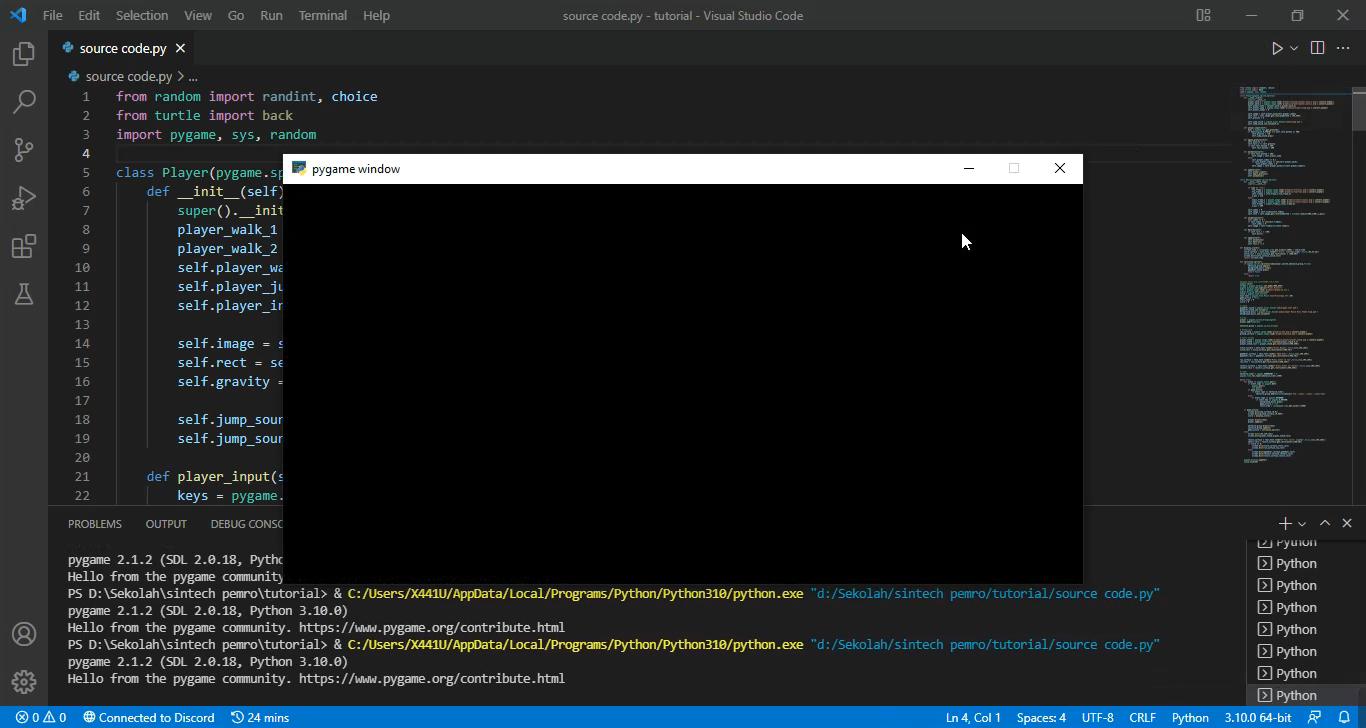 File Edit Selection View Go Run Terminal Help
source code.py - tutorial - Visual Studio Code
source code.py
source code.py > ...
1 from random import randint, choice
2 from turtle import back
3 import pygame, sys, random
4
5 class Player(pygame.sp
6 def __init__(self)
7 super().__init
8 player_walk_1
9 player_walk_2
10 self.player_wa
11 self.player_ju
12 self.player_in
13
14 self.image = s
15 self.rect = se
16 self.gravity =
17
18 self.jump_soun
19 self.jump_soun
20
21 def player_input(s
22 keys = pygame.
pygame window
PROBLEMS OUTPUT DEBUG CONSO
pygame 2.1.2 (SDL 2.0.18, Pytho
Hello from the pygame community
PS D:\Sekolah\sintech pemro\tutorial> & C:/Users/X441U/AppData/Local/Programs/Python/Python310/python.exe "d:/Sekolah/sintech pemro/tutorial/source code.py"
pygame 2.1.2 (SDL 2.0.18, Python 3.10.0)
Hello from the pygame community. https://www.pygame.org/contribute.html
PS D:\Sekolah\sintech pemro\tutorial> & C:/Users/X441U/AppData/Local/Programs/Python/Python310/python.exe "d:/Sekolah/sintech pemro/tutorial/source code.py"
pygame 2.1.2 (SDL 2.0.18, Python 3.10.0)
Hello from the pygame community. https://www.pygame.org/contribute.html
Python
Python
Python
Python
Python
Python
Python
Python
0 0 Connected to Discord 24 mins
Ln 4, Col 1 Spaces: 4 UTF-8 CRLF Python 3.10.0 64-bit